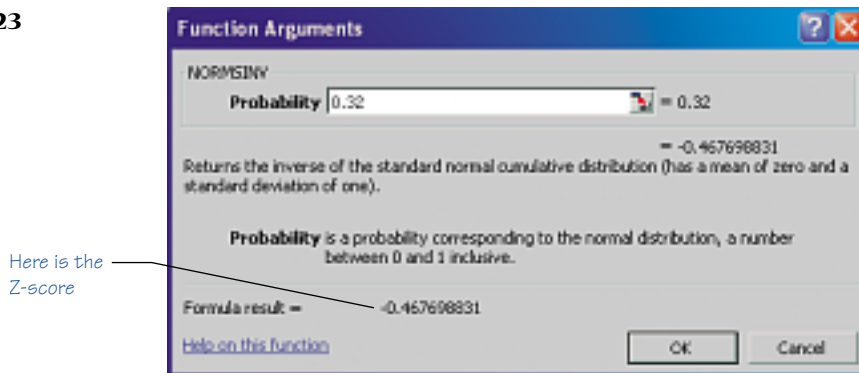 23
Function Arguments
NORMSINV
Probability 0.32 = 0.32
= -0.467698831
Returns the inverse of the standard normal cumulative distribution (has a mean of zero and a
standard deviation of one).
Probability is a probability corresponding to the normal distribution, a number
between 0 and 1 inclusive.
Here is the
Z-score
Formula result = -0.467698831
Help on this function
OK
Cancel